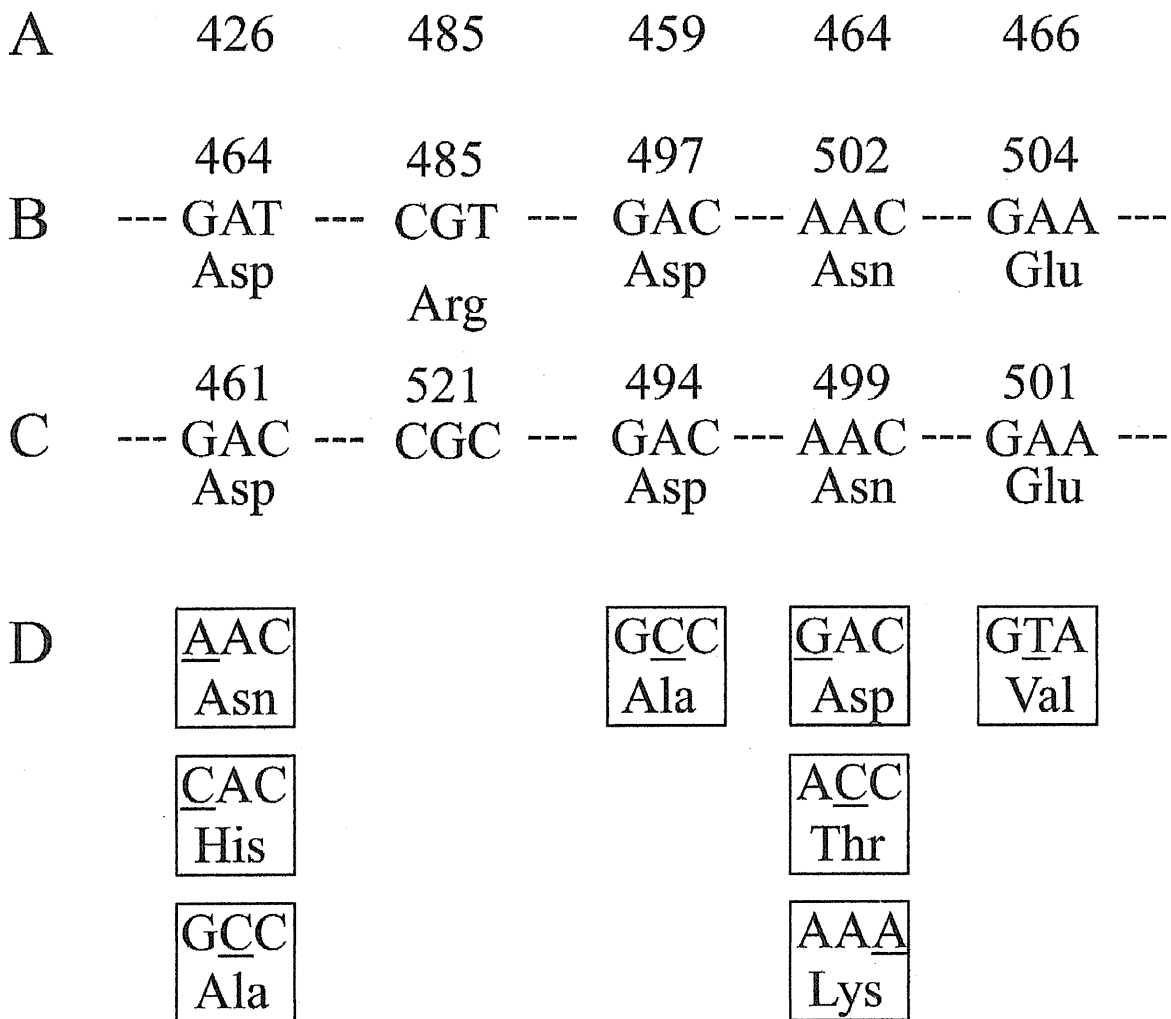 A 426 485 459 464 466
464 485 497 502 504
B --- GAT --- CGT --- GAC --- AAC --- GAA ---
Asp Asp Asn Glu
Arg
461 521 494 499 501
C --- GAC --- CGC --- GAC --- AAC --- GAA ---
Asp Asp Asn Glu
D AAC GCC GAC GTA
Asn Ala Asp Val
CAC ACC
His Thr
GCC AAA
Ala Lys